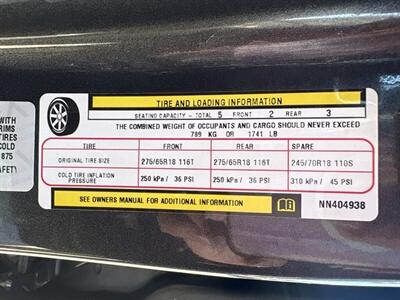 WITH
RIMS
TIRES
COLD
875
AFETY
TIRE AND LOADING INFORMATION
SEATING CAPACITY - TOTAL 5 FRONT 2 REAR 3
THE COMBINED WEIGHT OF OCCUPANTS AND CARGO SHOULD NEVER EXCEED
789 KG OR 1741 LB
TIRE FRONT REAR SPARE
ORIGINAL TIRE SIZE 275/65R18 116T 275/65R18 116T 245/70R18 110S
COLD TIRE INFLATION PRESSURE 250 kPa / 36 PSI 250 kPa / 36 PSI 310 kPa / 45 PSI
SEE OWNERS MANUAL FOR ADDITIONAL INFORMATION NN404938